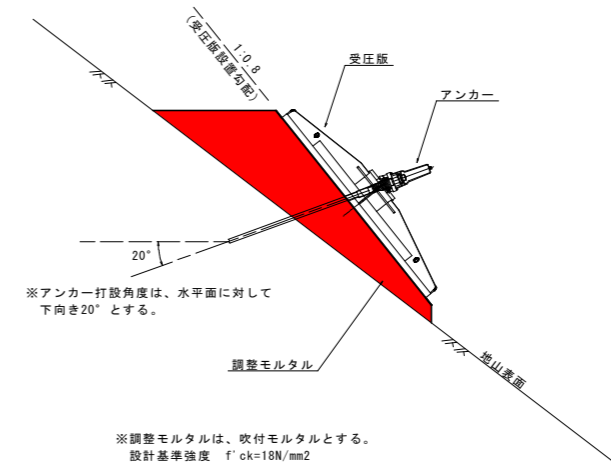 1:0.8
(受圧版設置勾配)
受圧版
アンカー
20°
※アンカー打設角度は、水平面に対して
下向き20°とする。
調整モルタル
地山表面
※調整モルタルは、吹付モルタルとする。
設計基準強度 f'ck=18N/mm2